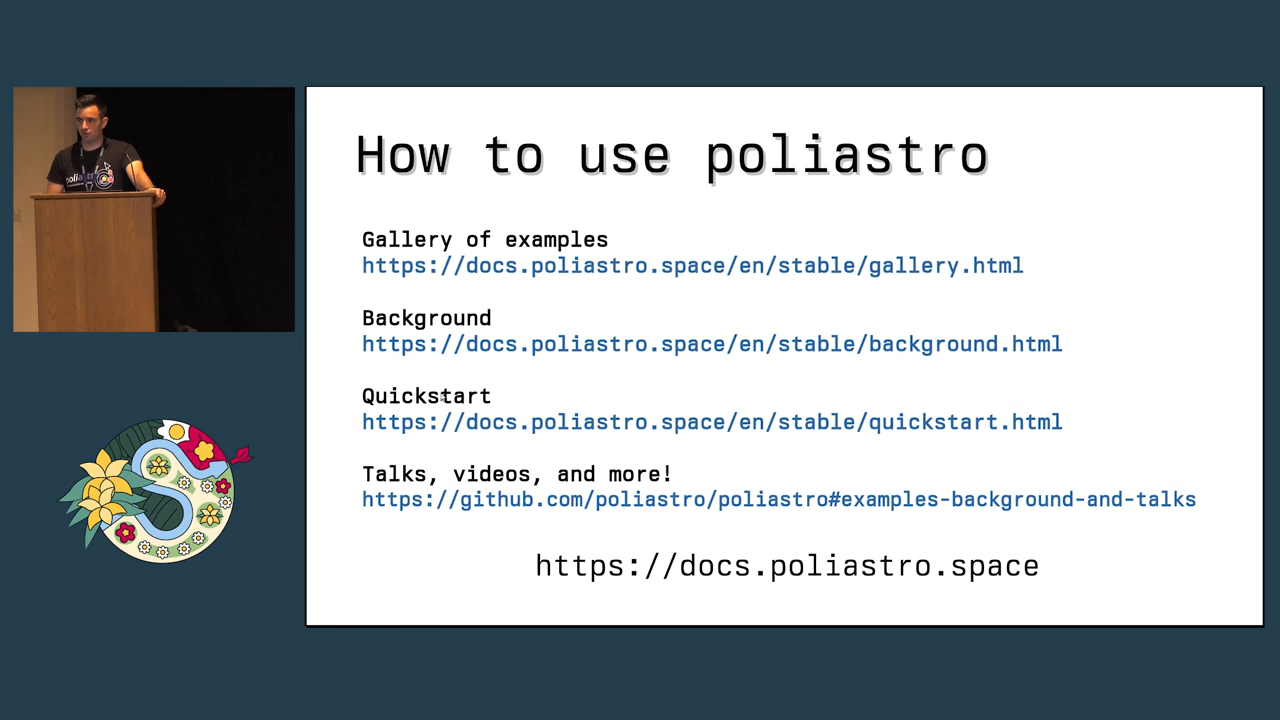 How to use poliastro
Gallery of examples
https://docs.poliastro.space/en/stable/gallery.html
Background
https://docs.poliastro.space/en/stable/background.html
Quickstart
https://docs.poliastro.space/en/stable/quickstart.html
Talks, videos, and more!
https://github.com/poliastro/poliastro#examples-background-and-talks
https://docs.poliastro.space